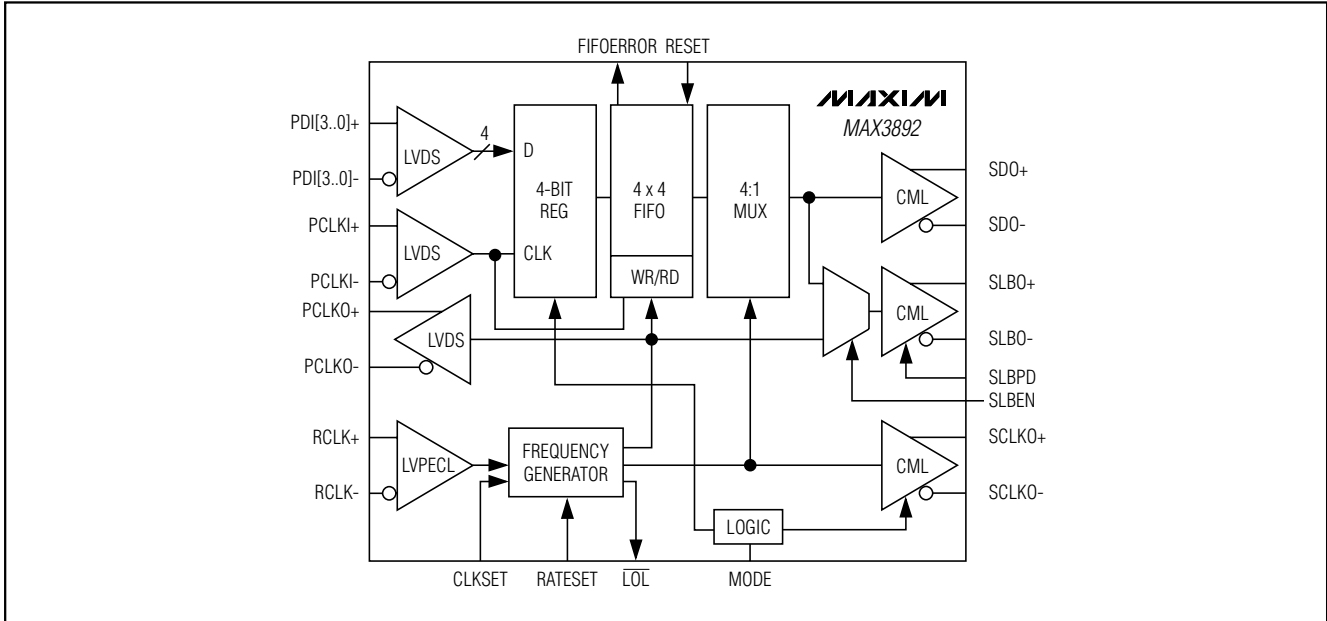 FIFOERROR RESET
MAXIM
MAX3892
PDI[3..0]+
PDI[3..0]-
LVDS
4
D
4-BIT
REG
CLK
4 x 4
FIFO
WR/RD
4:1
MUX
CML
SDO+
SDO-
PCLKI+
PCLKI-
LVDS
PCLKO+
PCLKO-
LVDS
CML
SLBO+
SLBO-
SLBPD
SLBEN
RCLK+
RCLK-
LVPECL
FREQUENCY
GENERATOR
LOGIC
CML
SCLKO+
SCLKO-
CLKSET
RATESET
LOL
MODE